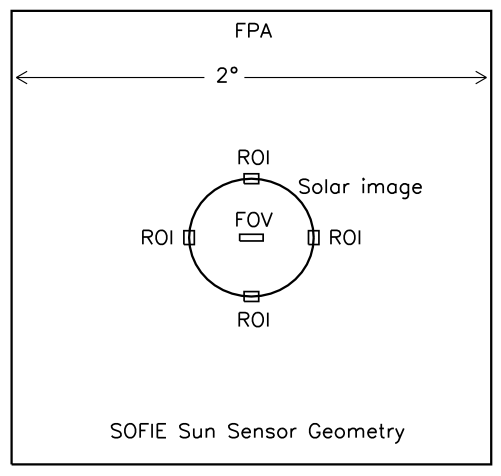 FPA
2°
ROI
Solar image
FOV
ROI
ROI
ROI
SOFIE Sun Sensor Geometry